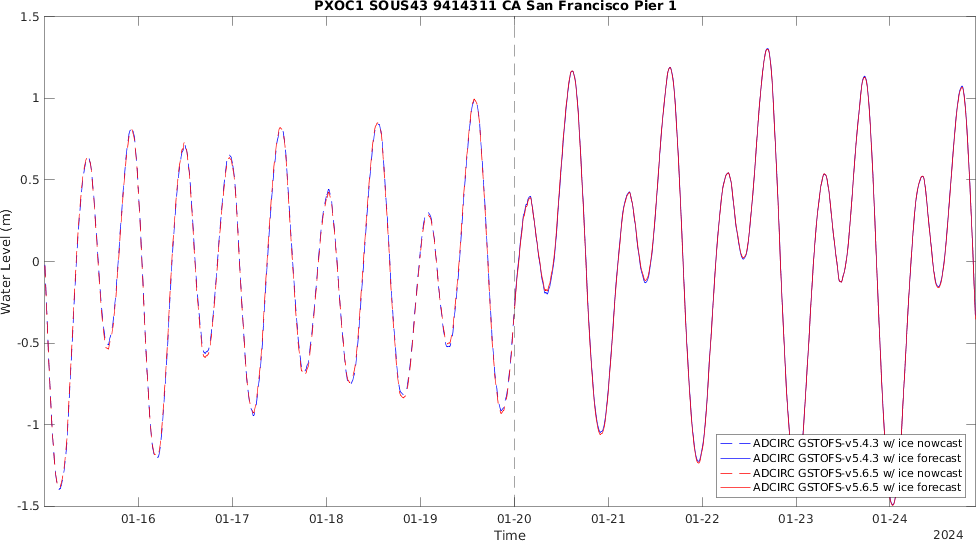 PXOC1 SOUS43 9414311 CA San Francisco Pier 1
1.5
1
0.5
0
-0.5
-1
-1.5
Water Level (m)
01-16
01-17
01-18
01-19
01-20
01-21
01-22
01-23
01-24
Time
2024
ADCIRC GSTOFS-v5.4.3 w/ ice nowcast
ADCIRC GSTOFS-v5.4.3 w/ ice forecast
ADCIRC GSTOFS-v5.6.5 w/ ice nowcast
ADCIRC GSTOFS-v5.6.5 w/ ice forecast